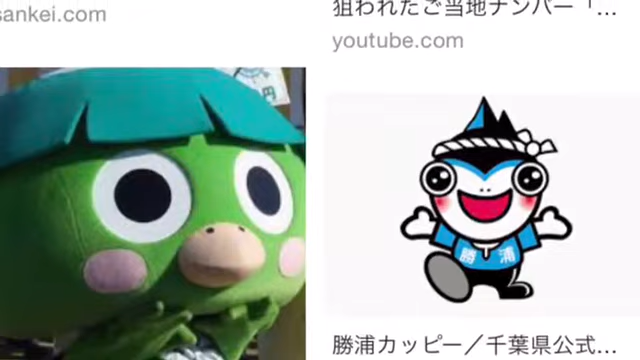 sankei.com
狙われたご当地ナンバー「...
youtube.com
円
勝 浦
勝浦カッピー／千葉県公式...